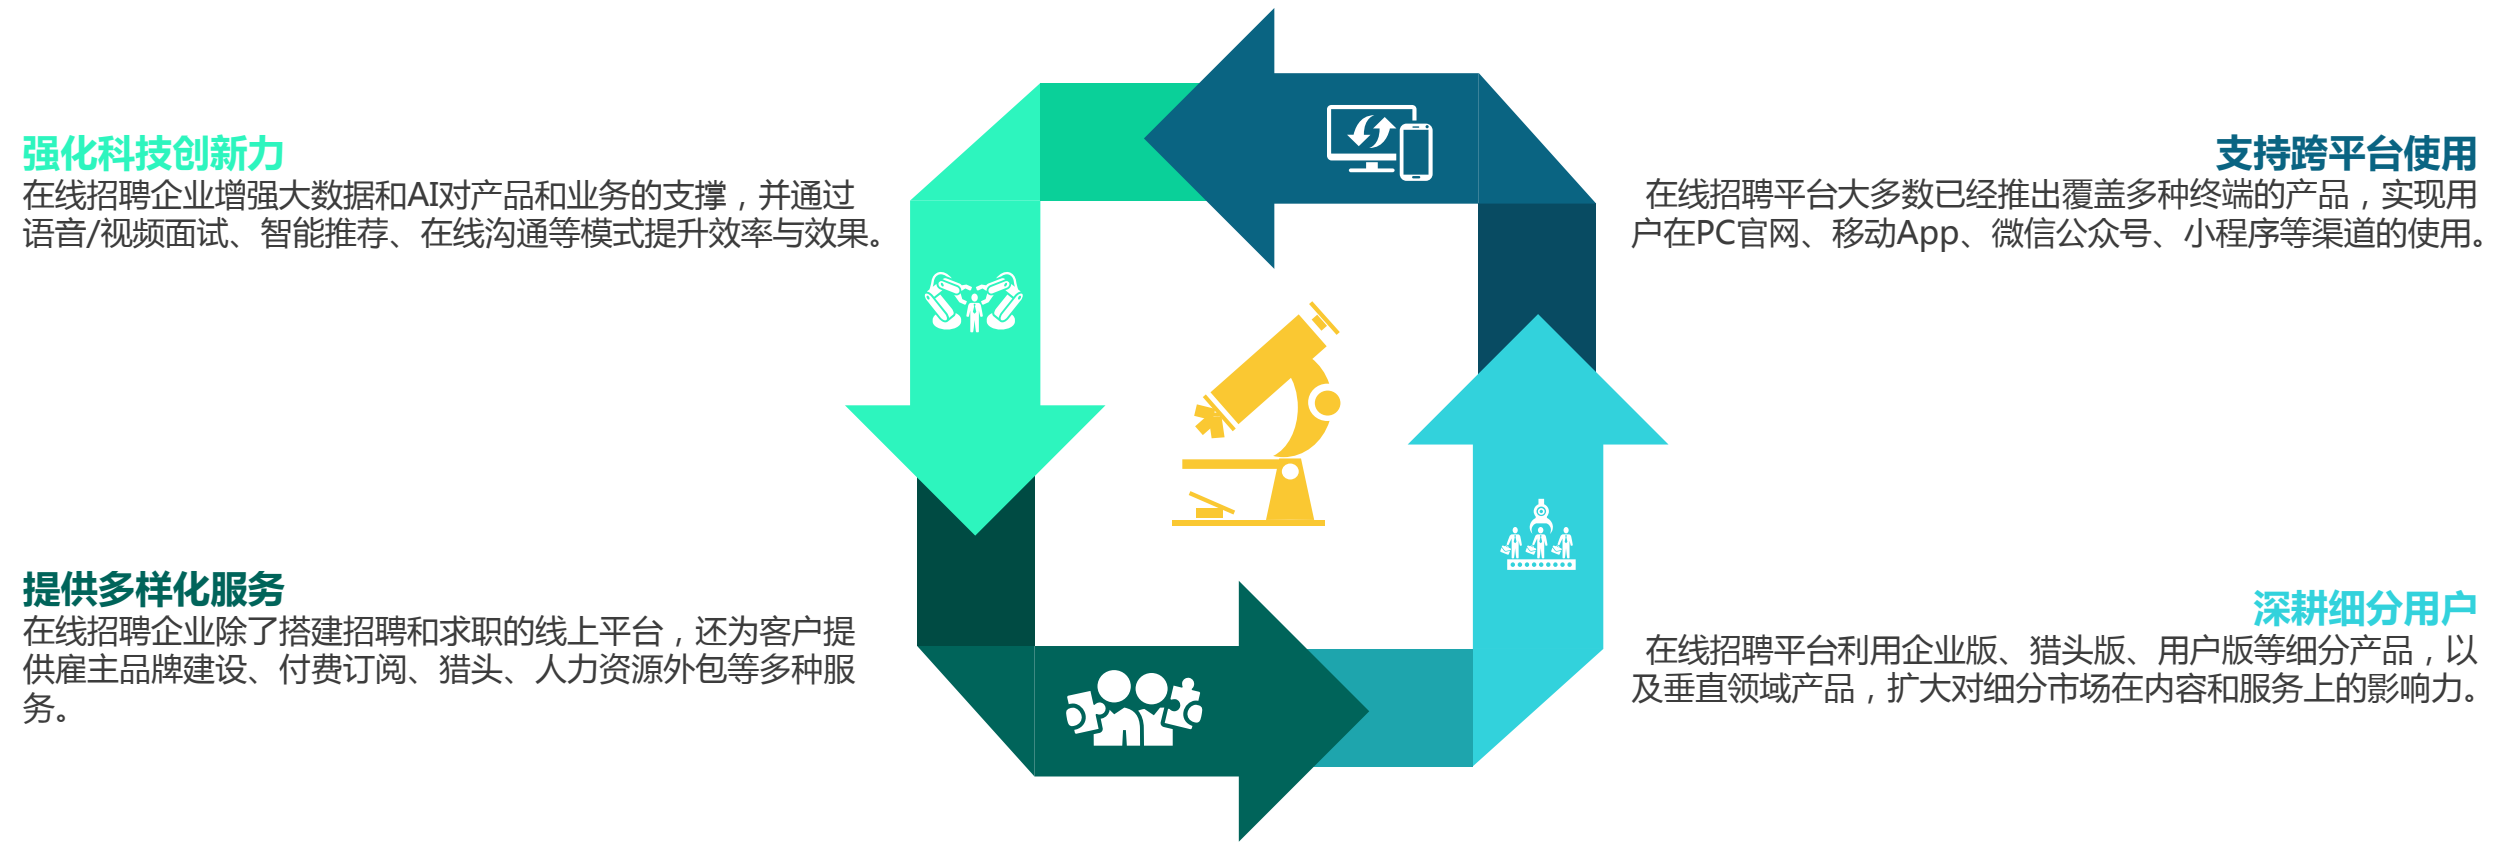 强化科技创新力
在线招聘企业增强大数据和AI对产品和业务的支撑，并通过
语音/视频面试、智能推荐、在线沟通等模式提升效率与效果。
支持跨平台使用
在线招聘平台大多数已经推出覆盖多种终端的产品，实现用
户在PC官网、移动App、微信公众号、小程序等渠道的使用。
提供多样化服务
在线招聘企业除了搭建招聘和求职的线上平台，还为客户提
供雇主品牌建设、付费订阅、猎头、人力资源外包等多种服
务。
深耕细分用户
在线招聘平台利用企业版、猎头版、用户版等细分产品，以
及垂直领域产品，扩大对细分市场在内容和服务上的影响力。